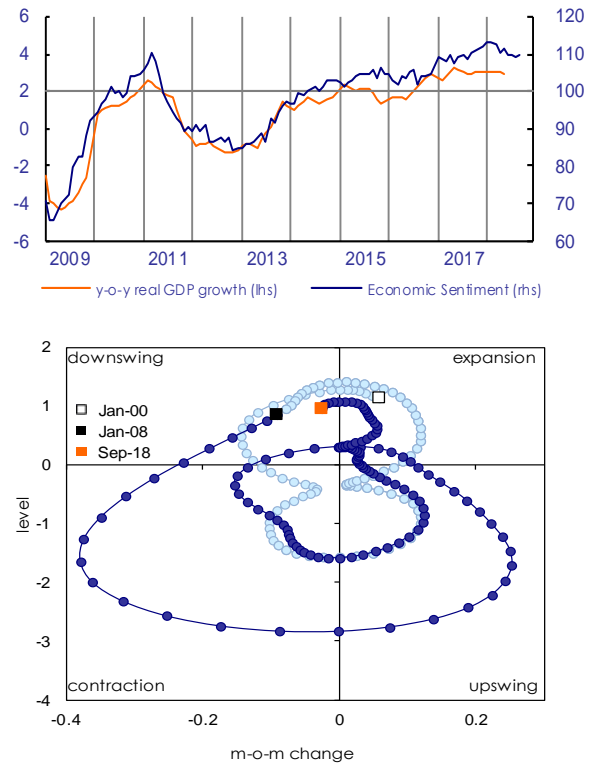 6 120
4 110
2 100
0 90
-2 80
-4 70
-6 60
2009 2011 2013 2015 2017
y-o-y real GDP growth (lhs) Economic Sentiment (rhs)
2
downswing expansion
Jan-00
1
Jan-08
Sep-18
0
level
-1
-2
-3
contraction upswing
-4
-0.4 -0.2 0 0.2
m-o-m change